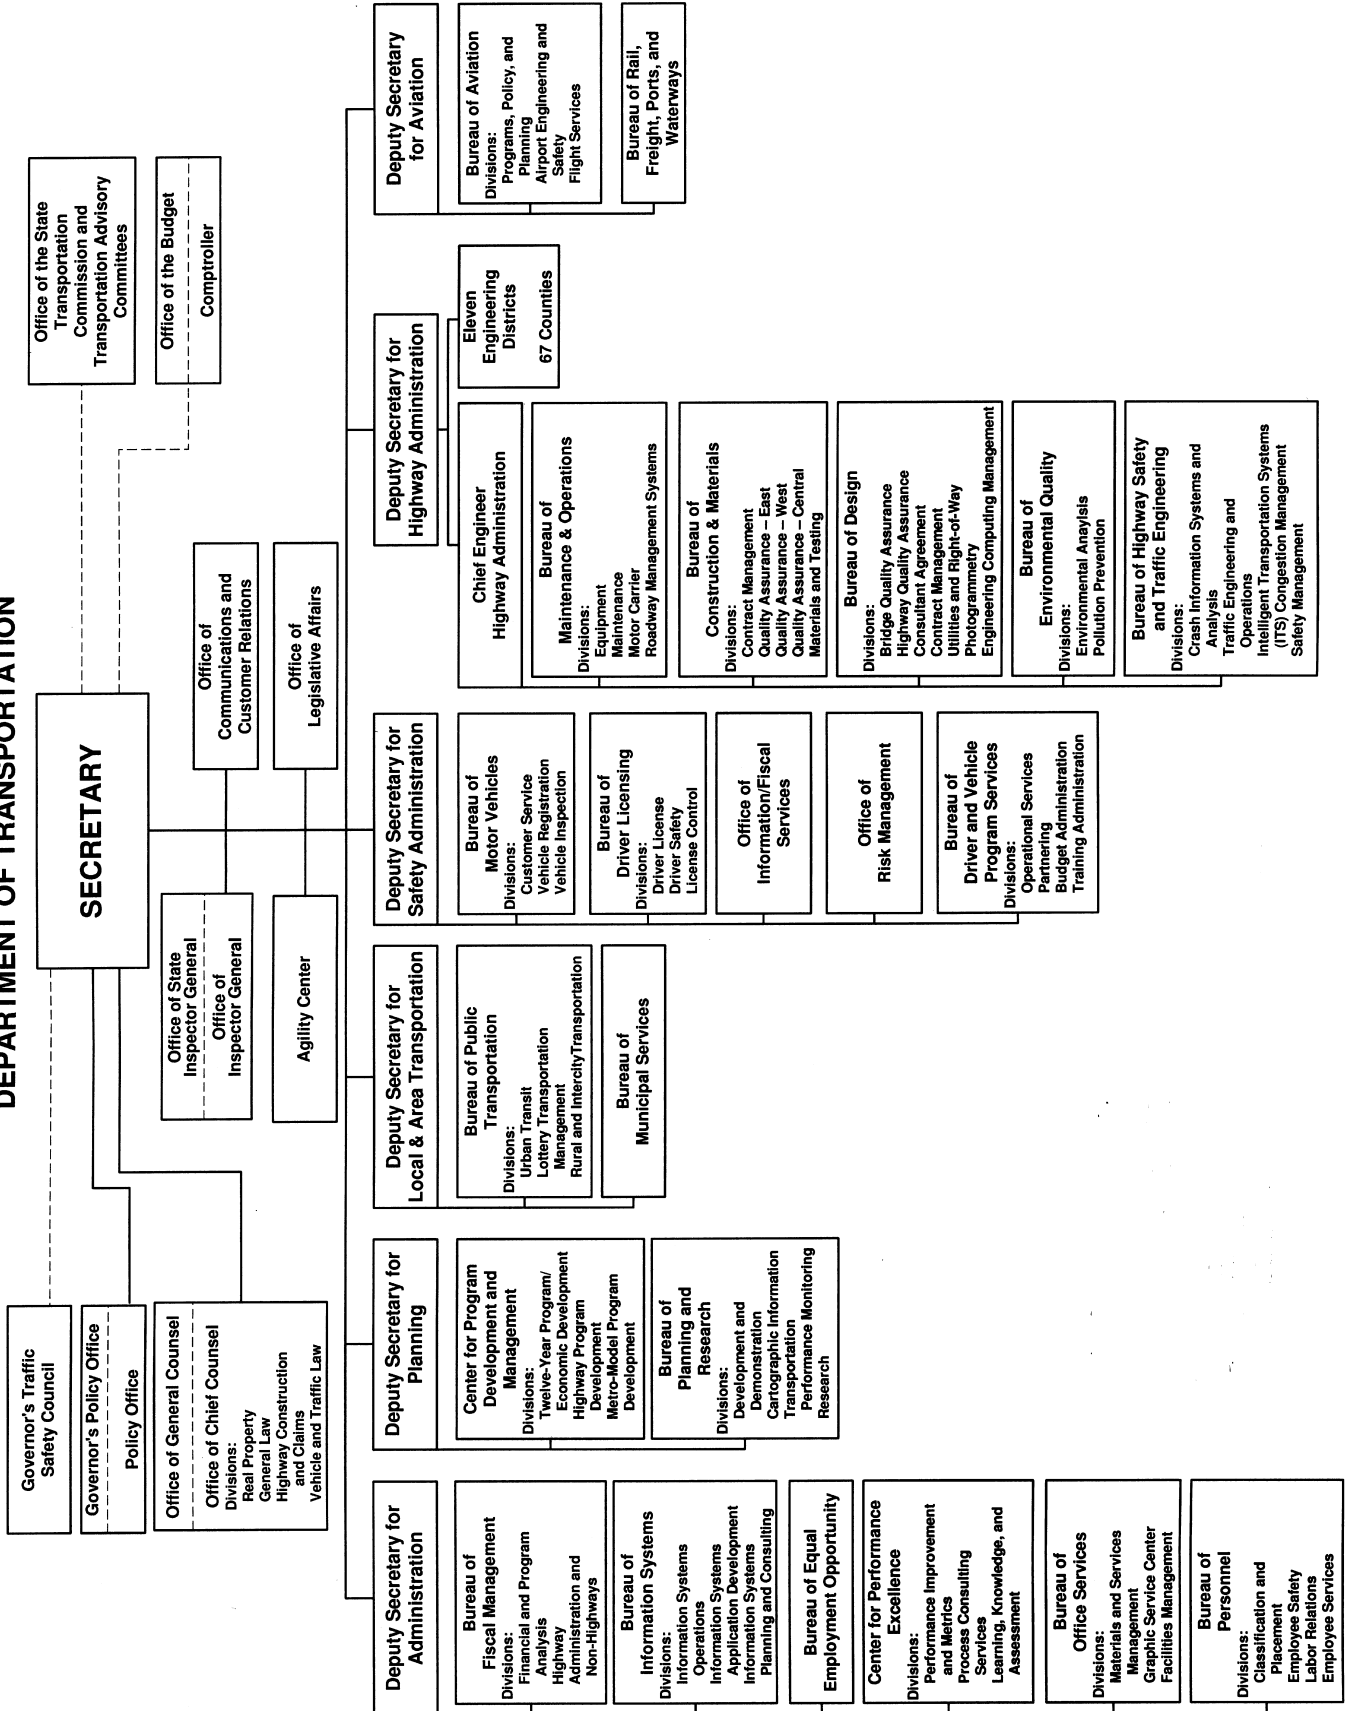 DEPARTMENT OF TRANSPORTATION
SECRETARY
Governor's Traffic
Safety Council
Governor's Policy Office
Policy Office
Office of General Counsel
Office of Chief Counsel
Divisions:
Real Property
General Law
Highway Construction
and Claims
Vehicle and Traffic Law
Office of State
Inspector General
Office of
Inspector General
Agility Center
Office of
Communications and
Customer Relations
Office of
Legislative Affairs
Office of the State
Transportation
Commission and
Transportation Advisory
Committees
Office of the Budget
Comptroller
Deputy Secretary for
Administration
Bureau of
Fiscal Management
Divisions:
Financial and Program
Analysis
Highway
Administration and
Non-Highways
Bureau of
Information Systems
Divisions:
Information Systems
Operations
Information Systems
Application Development
Information Systems
Planning and Consulting
Bureau of Equal
Employment Opportunity
Center for Performance
Excellence
Divisions:
Performance Improvement
and Metrics
Process Consulting
Services
Learning, Knowledge, and
Assessment
Bureau of
Office Services
Divisions:
Materials and Services
Management
Graphic Service Center
Facilities Management
Bureau of
Personnel
Divisions:
Classification and
Placement
Employee Safety
Labor Relations
Employee Services
Deputy Secretary for
Planning
Center for Program
Development and
Management
Divisions:
Twelve-Year Program/
Economic Development
Highway Program
Development
Metro-Model Program
Development
Bureau of
Planning and
Research
Divisions:
Development and
Demonstration
Cartographic Information
Transportation
Performance Monitoring
Research
Deputy Secretary for
Local & Area Transportation
Bureau of Public
Transportation
Divisions:
Urban Transit
Lottery Transportation
Management
Rural and IntercityTransportation
Bureau of
Municipal Services
Deputy Secretary for
Safety Administration
Bureau of
Motor Vehicles
Divisions:
Customer Service
Vehicle Registration
Vehicle Inspection
Bureau of
Driver Licensing
Divisions:
Driver License
Driver Safety
License Control
Office of
Information/Fiscal
Services
Office of
Risk Management
Bureau of
Driver and Vehicle
Program Services
Divisions:
Operational Services
Partnering
Budget Administration
Training Administration
Deputy Secretary for
Highway Administration
Chief Engineer
Highway Administration
Bureau of
Maintenance & Operations
Divisions:
Equipment
Maintenance
Motor Carrier
Roadway Management Systems
Bureau of
Construction & Materials
Divisions:
Contract Management
Quality Assurance – East
Quality Assurance – West
Quality Assurance – Central
Materials and Testing
Bureau of Design
Divisions:
Bridge Quality Assurance
Highway Quality Assurance
Consultant Agreement
Contract Management
Utilities and Right-of-Way
Photogrammetry
Engineering Computing Management
Bureau of
Environmental Quality
Divisions:
Environmental Anaylsis
Pollution Prevention
Bureau of Highway Safety
and Traffic Engineering
Divisions:
Crash Information Systems and
Analysis
Traffic Engineering and
Operations
Intelligent Transportation Systems
(ITS) Congestion Management
Safety Management
Eleven
Engineering
Districts
67 Counties
Deputy Secretary
for Aviation
Bureau of Aviation
Divisions:
Programs, Policy, and
Planning
Airport Engineering and
Safety
Flight Services
Bureau of Rail,
Freight, Ports, and
Waterways